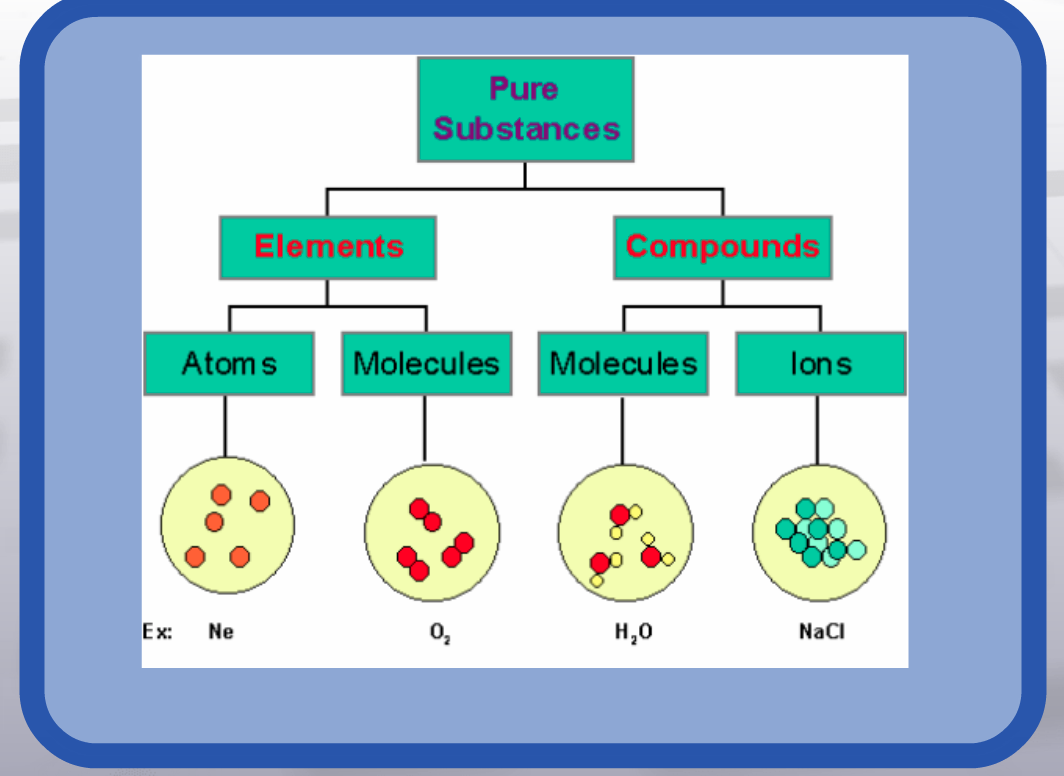 Pure
Substances
Elements
Compounds
Atoms
Molecules
Molecules
Ions
Ex:
Ne
O₂
H₂O
NaCl